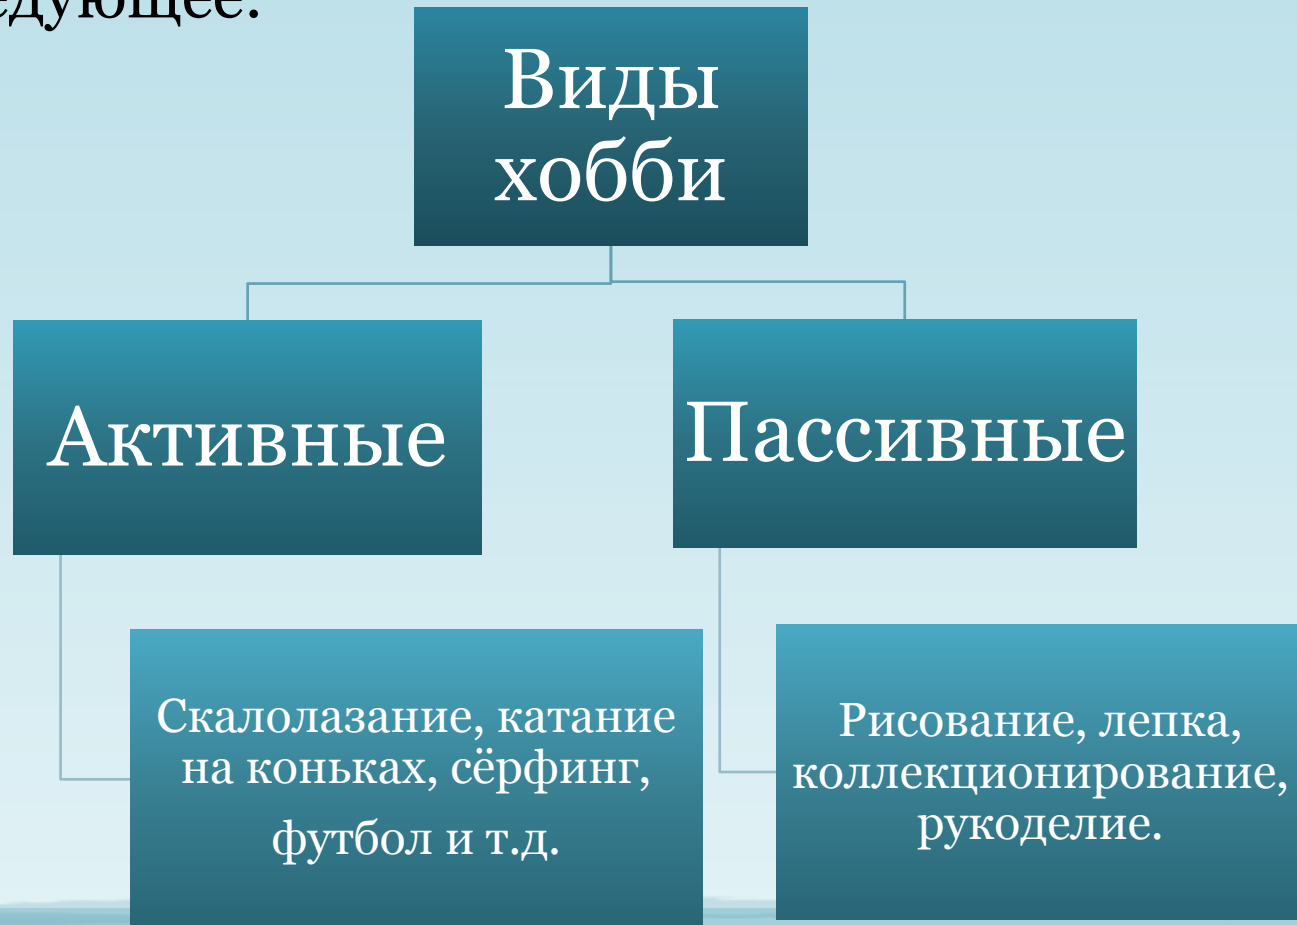 Виды
хобби
Активные
Пассивные
Скалолазание, катание
на коньках, сёрфинг,
футбол и т.д.
Рисование, лепка,
коллекционирование,
рукоделие.